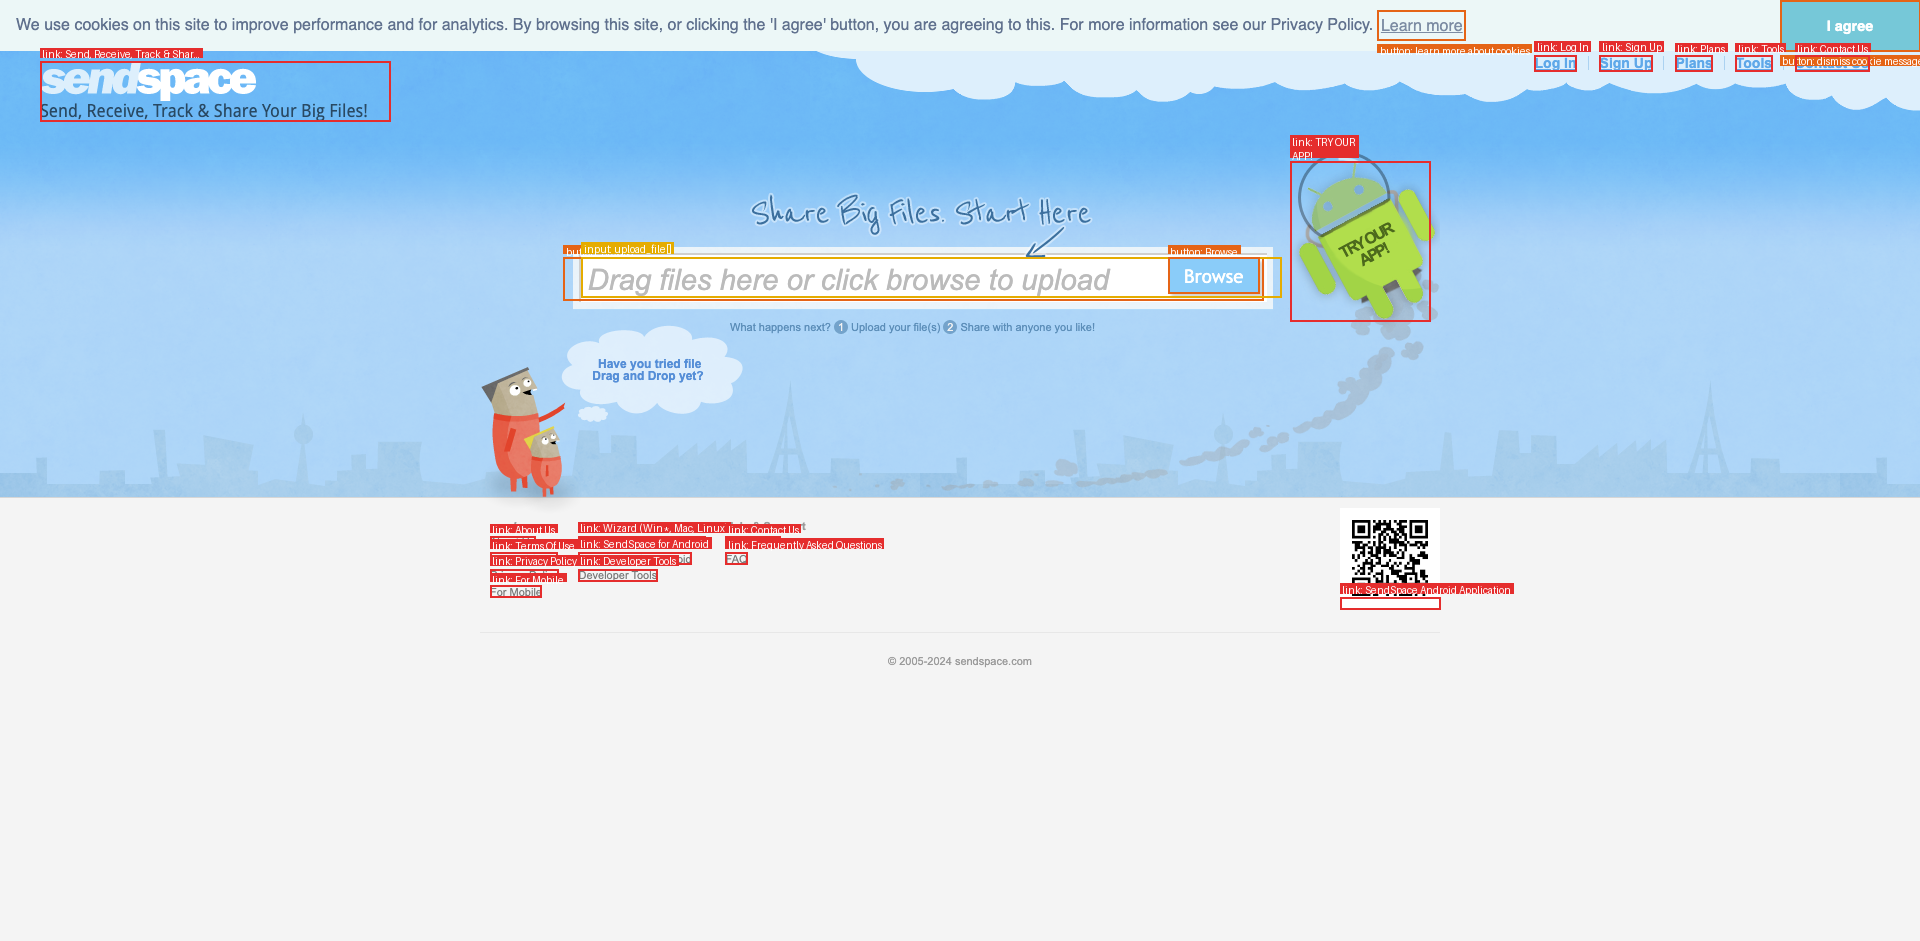 We use cookies on this site to improve performance and for analytics. By browsing this site, or clicking the 'I agree' button, you are agreeing to this. For more information see our Privacy Policy. Learn more
I agree
button: learn more about cookies
button: dismiss cookie message
link: Send, Receive, Track & Shar...
link: Log In
link: Sign Up
link: Plans
link: Tools
link: Contact Us
Log In
Sign Up
Plans
Tools
sendspace
Send, Receive, Track & Share Your Big Files!
link: TRY OUR APP!
TRY OUR
APP!
Share Big Files. Start Here
input: upload_file[]
button: Browse
Drag files here or click browse to upload
Browse
What happens next? 1 Upload your file(s) 2 Share with anyone you like!
Have you tried file
Drag and Drop yet?
link: About Us
link: Terms Of Use
link: Privacy Policy
link: For Mobile
For Mobile
link: Wizard (Win*, Mac, Linux
link: SendSpace for Android
link: Developer Tools
Developer Tools
link: Contact Us
link: Frequently Asked Questions
FAQ
link: SendSpace Android Application
© 2005-2024 sendspace.com